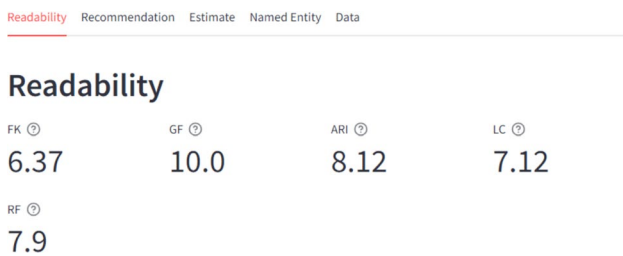 Readability Recommendation Estimate Named Entity Data
Readability
FK GF ARI LC
6.37 10.0 8.12 7.12
RF
7.9